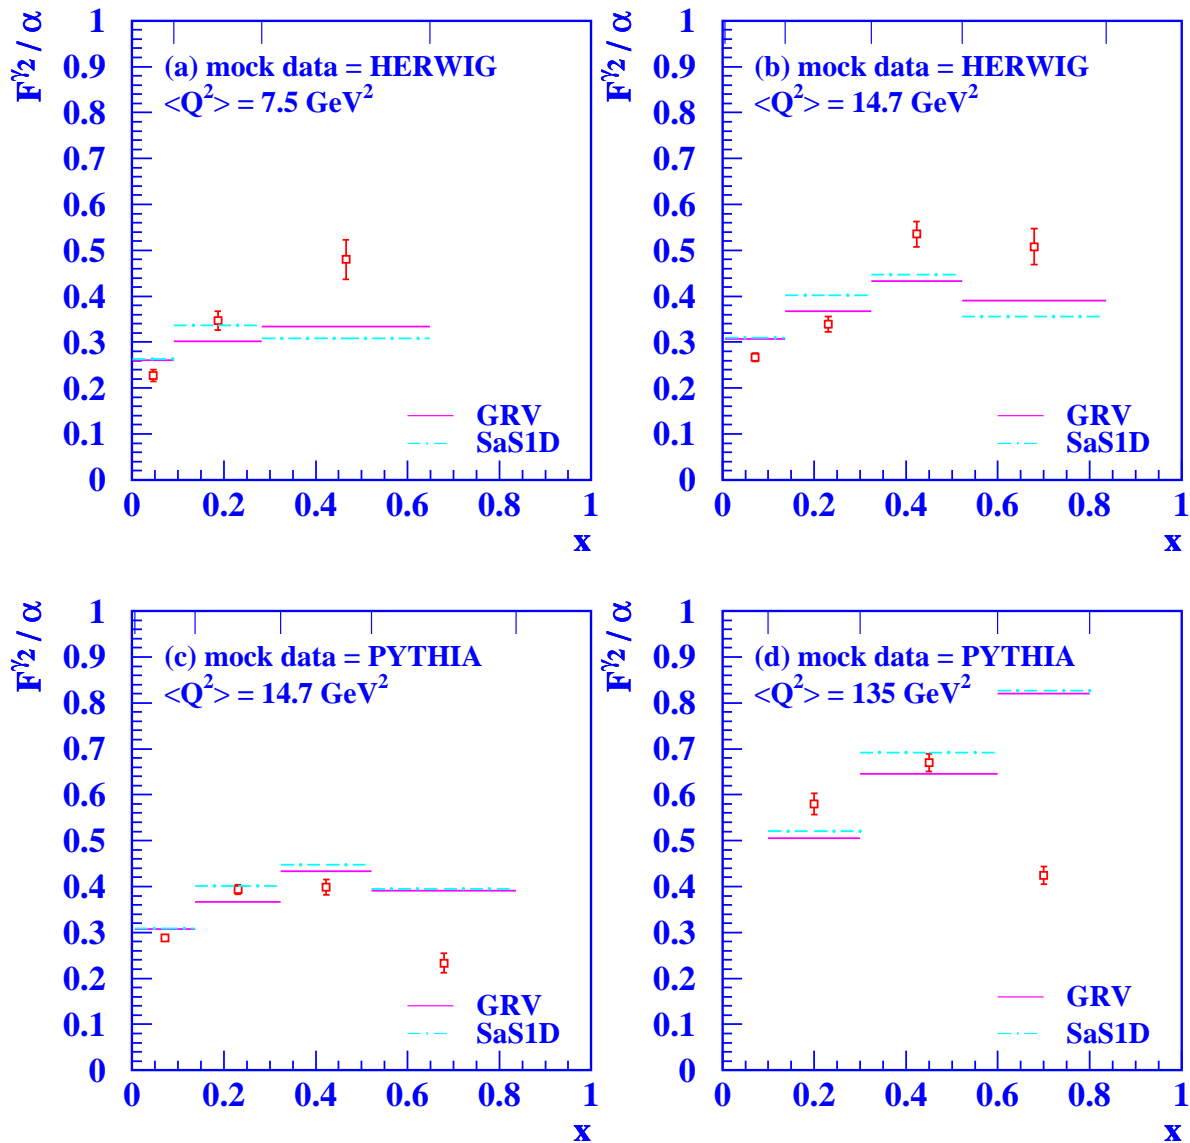 F^γ_2 / α
1
0.9
0.8
0.7
0.6
0.5
0.4
0.3
0.2
0.1
0
(a) mock data = HERWIG
<Q^2> = 7.5 GeV^2
GRV
SaS1D
0 0.2 0.4 0.6 0.8 1
x
F^γ_2 / α
1
0.9
0.8
0.7
0.6
0.5
0.4
0.3
0.2
0.1
0
(b) mock data = HERWIG
<Q^2> = 14.7 GeV^2
GRV
SaS1D
0 0.2 0.4 0.6 0.8 1
x
F^γ_2 / α
1
0.9
0.8
0.7
0.6
0.5
0.4
0.3
0.2
0.1
0
(c) mock data = PYTHIA
<Q^2> = 14.7 GeV^2
GRV
SaS1D
0 0.2 0.4 0.6 0.8 1
x
F^γ_2 / α
1
0.9
0.8
0.7
0.6
0.5
0.4
0.3
0.2
0.1
0
(d) mock data = PYTHIA
<Q^2> = 135 GeV^2
GRV
SaS1D
0 0.2 0.4 0.6 0.8 1
x